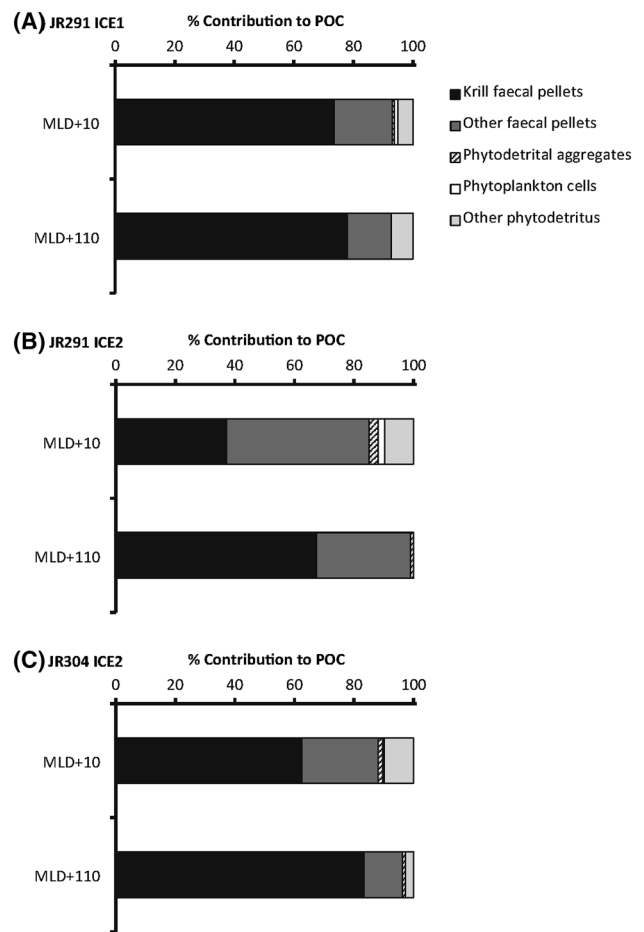 (A) JR291 ICE1 % Contribution to POC
0 20 40 60 80 100
MLD+10
MLD+110
Krill faecal pellets
Other faecal pellets
Phytodetrital aggregates
Phytoplankton cells
Other phytodetritus
(B) JR291 ICE2 % Contribution to POC
0 20 40 60 80 100
MLD+10
MLD+110
(C) JR304 ICE2 % Contribution to POC
0 20 40 60 80 100
MLD+10
MLD+110